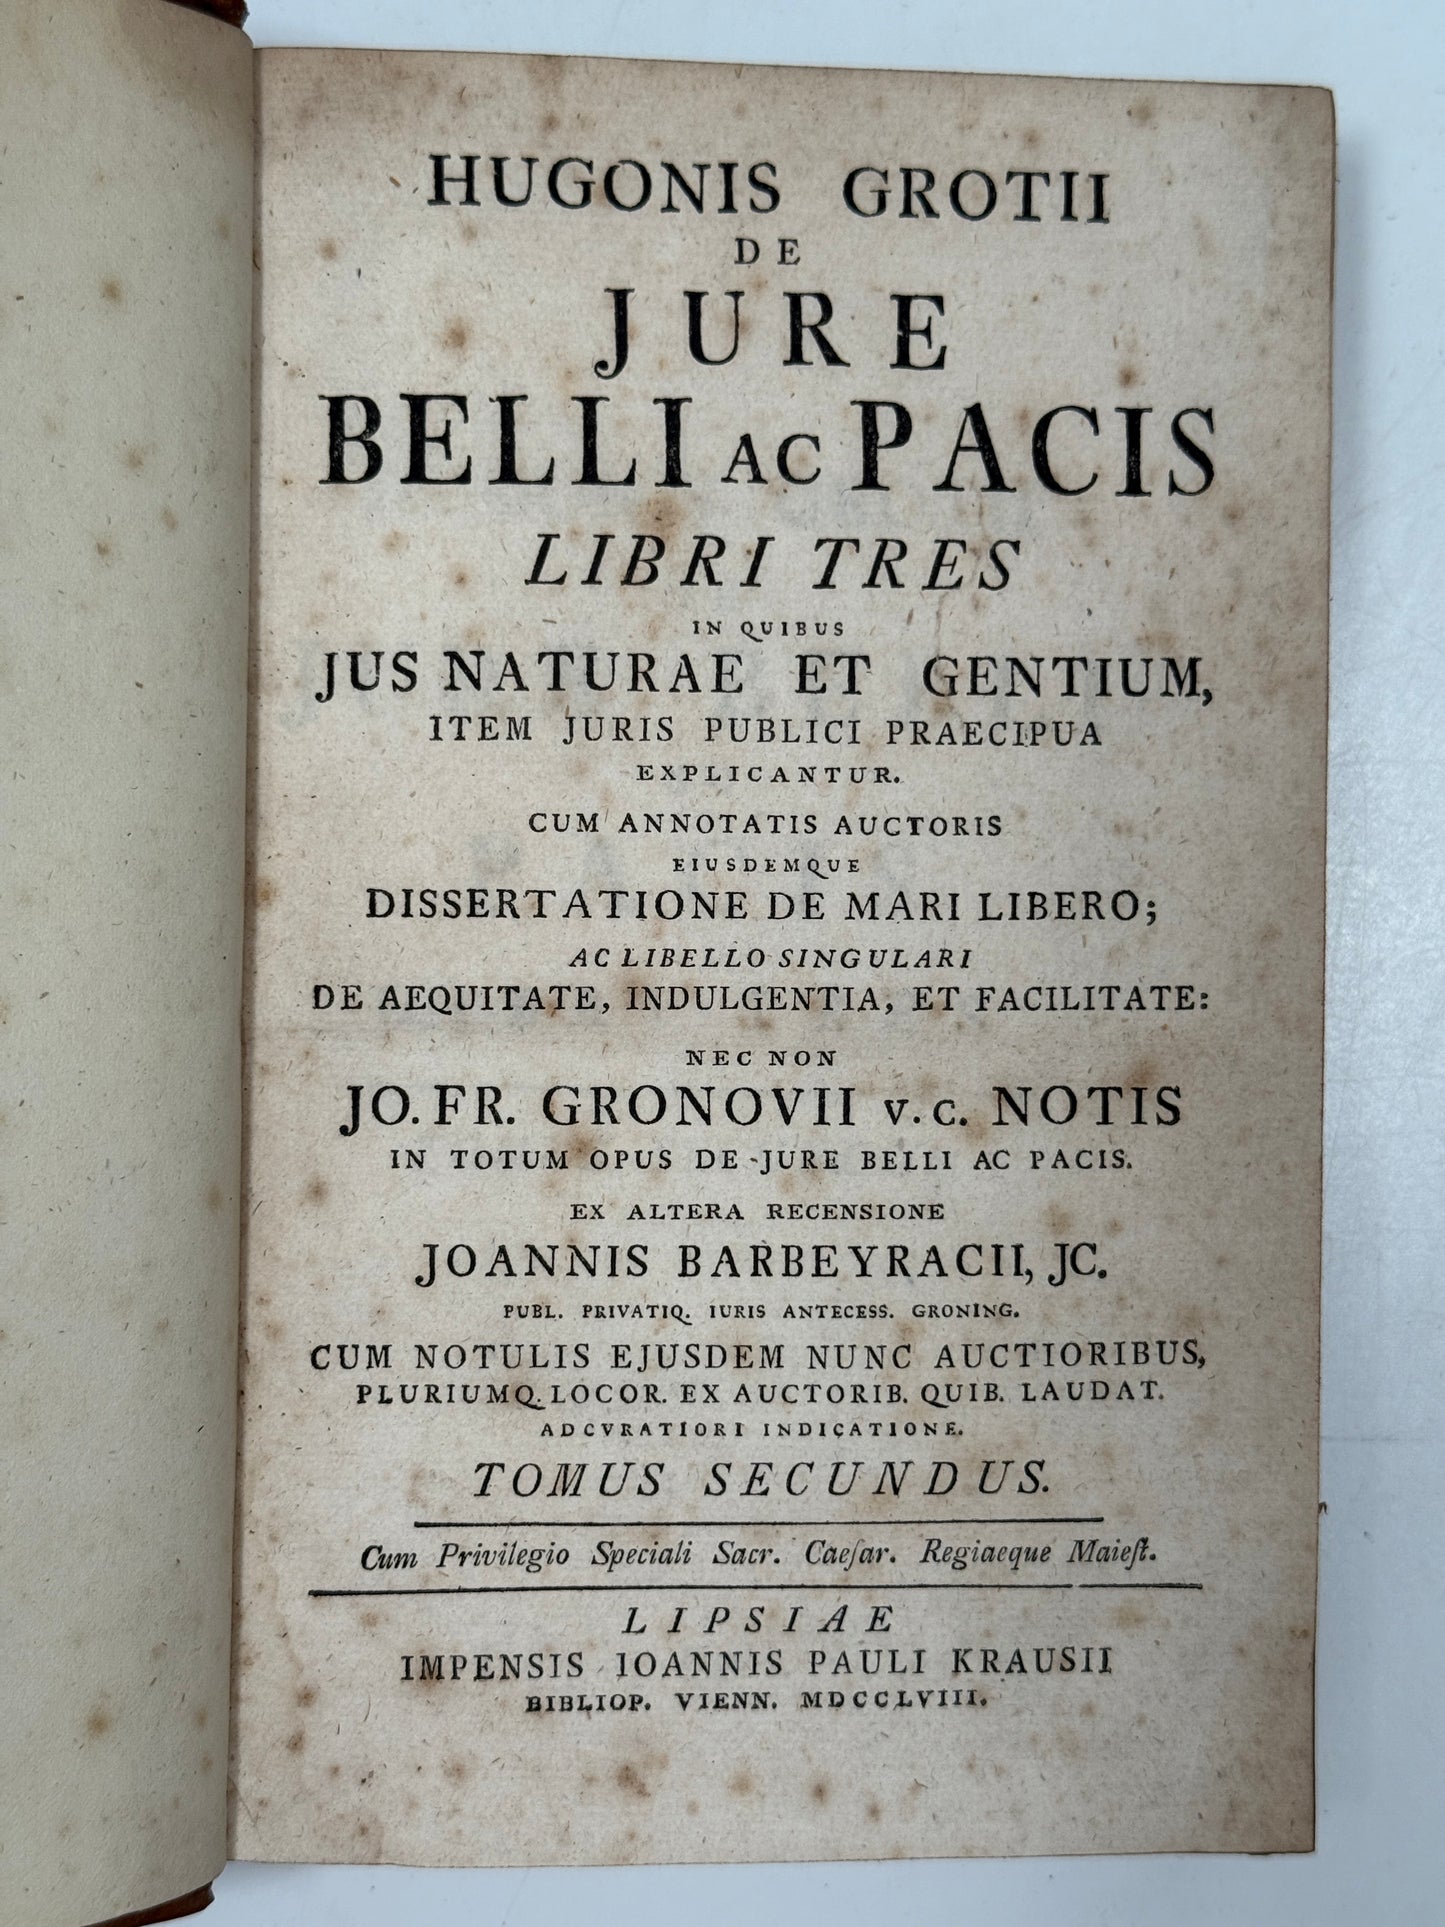 HUGONIS GROTII
DE
JURE
BELLI AC PACIS
LIBRI TRES
IN QUIBUS
JUS NATURAE ET GENTIUM,
ITEM JURIS PUBLICI PRAECIPUA
EXPLICANTUR.
CUM ANNOTATIS AUCTORIS
EIUSDEMQUE
DISSERTATIONE DE MARI LIBERO;
AC LIBELLO SINGULARI
DE AEQUITATE, INDULGENTIA, ET FACILITATE:
NEC NON
JO. FR. GRONOVII V. C. NOTIS
IN TOTUM OPUS DE JURE BELLI AC PACIS.
EX ALTERA RECENSIONE
JOANNIS BARBEYRACII, JC.
PUBL. PRIVATIQ. IURIS ANTECESS. GRONING.
CUM NOTULIS EJUSDEM NUNC AUCTIORIBUS,
PLURIUMQ. LOCOR. EX AUCTORIB. QUIB. LAUDAT.
ADCVRATIORI INDICATIONE.
TOMUS SECUNDUS.
Cum Privilegio Speciali Sacr. Caeſar. Regiaeque Maieſt.
LIPSIAE
IMPENSIS IOANNIS PAULI KRAUSII
BIBLIOP. VIENN. MDCCLVIII.